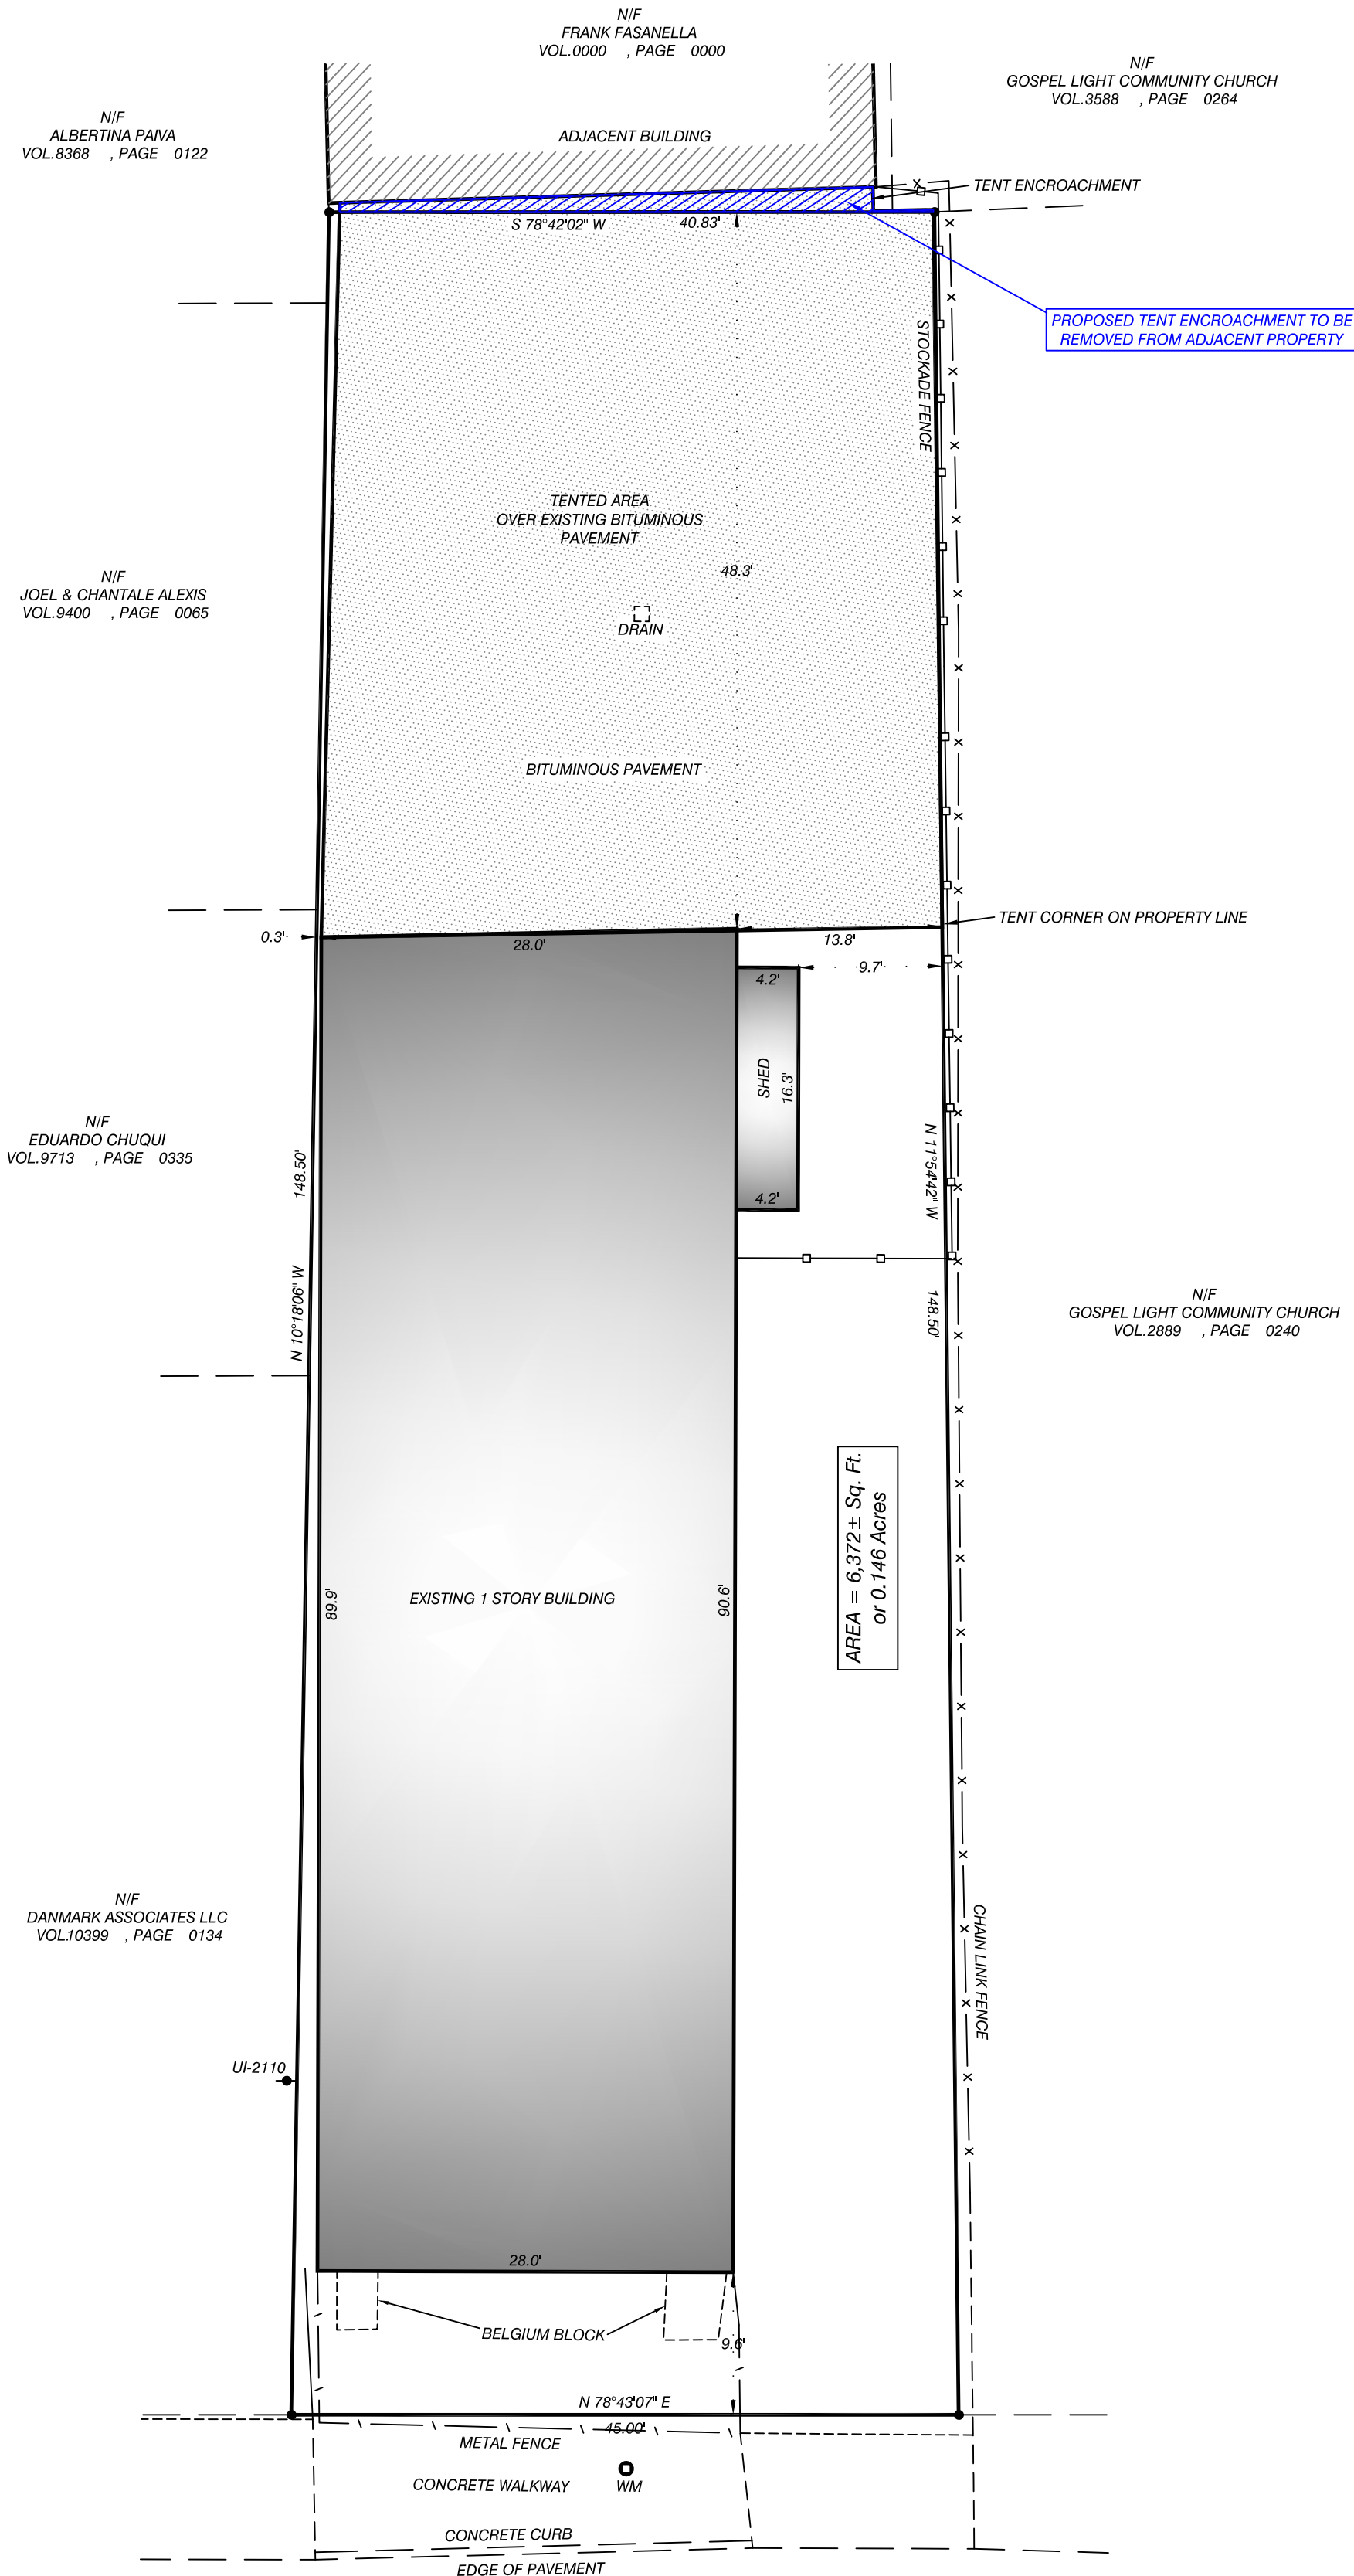 N/F
FRANK FASANELLA
VOL.0000 , PAGE 0000
N/F
GOSPEL LIGHT COMMUNITY CHURCH
VOL.3588 , PAGE 0264
N/F
ALBERTINA PAIVA
VOL.8368 , PAGE 0122
ADJACENT BUILDING
TENT ENCROACHMENT
S 78°42'02" W
40.83'
PROPOSED TENT ENCROACHMENT TO BE
REMOVED FROM ADJACENT PROPERTY
STOCKADE FENCE
TENTED AREA
OVER EXISTING BITUMINOUS
PAVEMENT
48.3'
N/F
JOEL & CHANTALE ALEXIS
VOL.9400 , PAGE 0065
DRAIN
BITUMINOUS PAVEMENT
TENT CORNER ON PROPERTY LINE
0.3'
28.0'
13.8'
9.7'
4.2'
SHED
16.3'
4.2'
N/F
EDUARDO CHUQUI
VOL.9713 , PAGE 0335
148.50'
N 10°18'06" W
N 11°54'42" W
148.50'
N/F
GOSPEL LIGHT COMMUNITY CHURCH
VOL.2889 , PAGE 0240
AREA = 6,372± Sq. Ft.
or 0.146 Acres
89.9'
EXISTING 1 STORY BUILDING
90.6'
N/F
DANMARK ASSOCIATES LLC
VOL.10399 , PAGE 0134
CHAIN LINK FENCE
UI-2110
28.0'
BELGIUM BLOCK
9.6'
N 78°43'07" E
45.00'
METAL FENCE
CONCRETE WALKWAY
WM
CONCRETE CURB
EDGE OF PAVEMENT